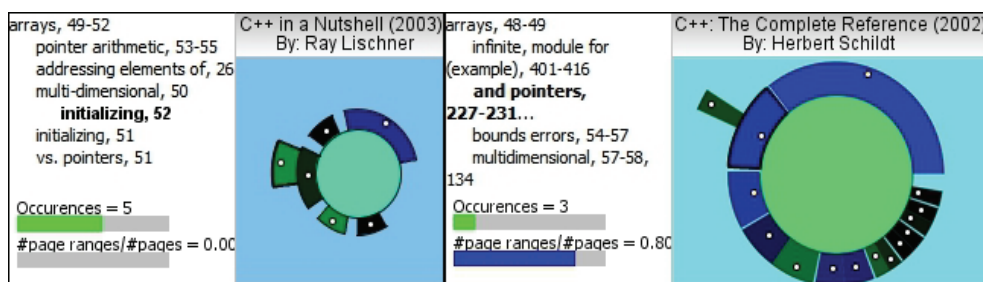 arrays, 49-52
pointer arithmetic, 53-55
addressing elements of, 26
multi-dimensional, 50
initializing, 52
initializing, 51
vs. pointers, 51
Occurences = 5
#page ranges/#pages = 0.00
C++ in a Nutshell (2003)
By: Ray Lischner
arrays, 48-49
infinite, module for
(example), 401-416
and pointers,
227-231...
bounds errors, 54-57
multidimensional, 57-58,
134
Occurences = 3
#page ranges/#pages = 0.80
C++: The Complete Reference (2002)
By: Herbert Schildt